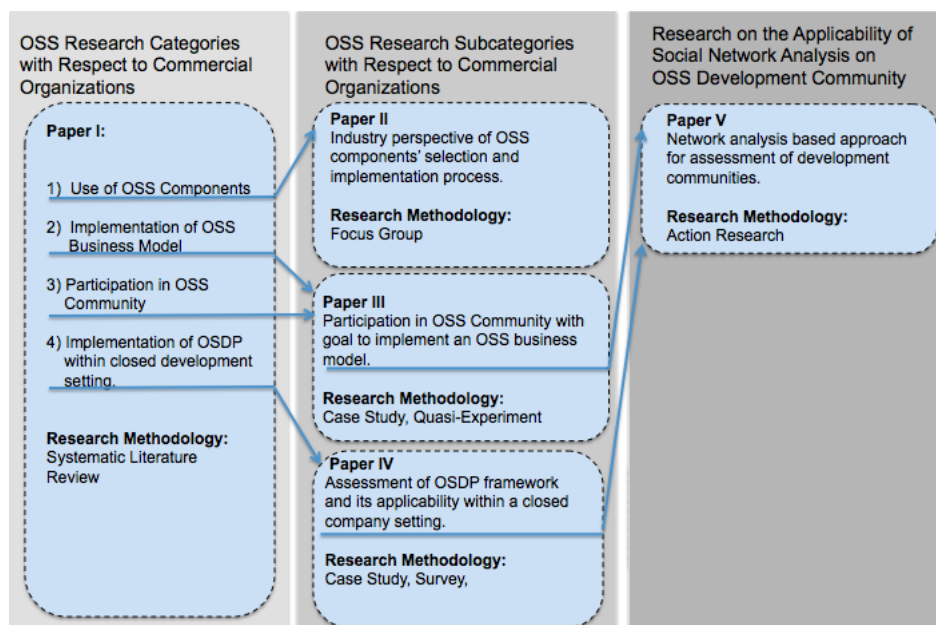 OSS Research Categories
with Respect to Commercial
Organizations
Paper I:
1) Use of OSS Components
2) Implementation of OSS
Business Model
3) Participation in OSS
Community
4) Implementation of OSDP
within closed development
setting.
Research Methodology:
Systematic Literature
Review
OSS Research Subcategories
with Respect to Commercial
Organizations
Paper II
Industry perspective of OSS
components' selection and
implementation process.
Research Methodology:
Focus Group
Paper III
Participation in OSS Community with
goal to implement an OSS business
model.
Research Methodology:
Case Study, Quasi-Experiment
Paper IV
Assessment of OSDP framework
and its applicability within a closed
company setting.
Research Methodology:
Case Study, Survey,
Research on the Applicability of
Social Network Analysis on
OSS Development Community
Paper V
Network analysis based approach
for assessment of development
communities.
Research Methodology:
Action Research